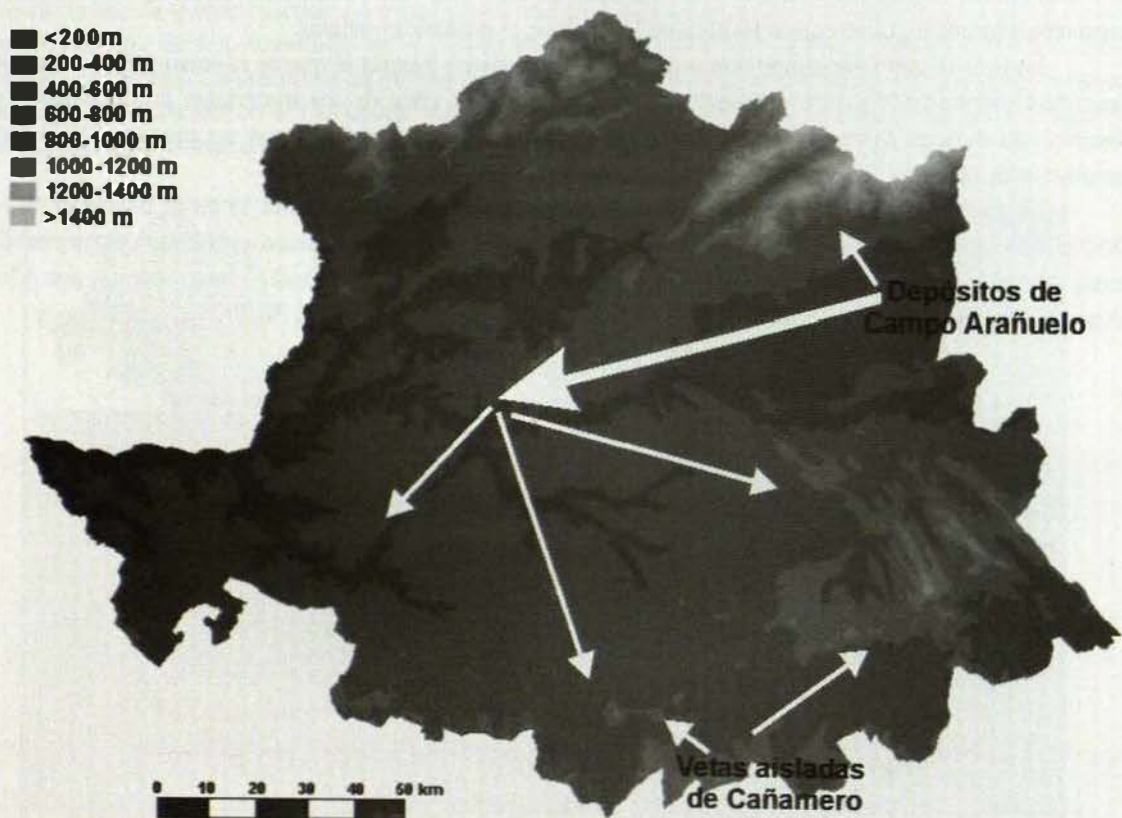 <200m
200-400 m
400-600 m
600-800 m
800-1000 m
1000-1200 m
1200-1400 m
>1400 m
Depósitos de
Campo Arañuelo
Vetas aisladas
de Cañamero
0 10 20 30 40 50 km